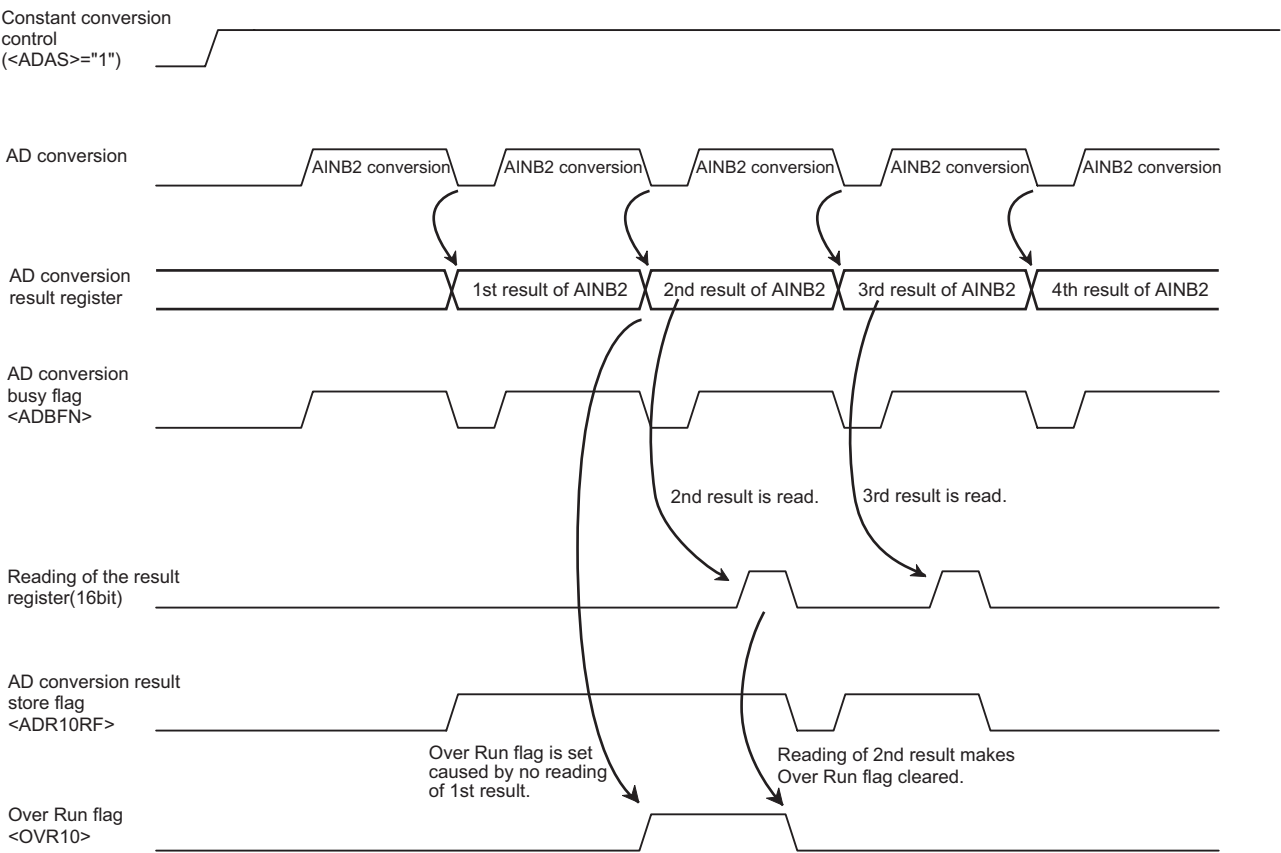 Constant conversion
control
(<ADAS>="1")
AD conversion
AINB2 conversion
AINB2 conversion
AINB2 conversion
AINB2 conversion
AINB2 conversion
AD conversion
result register
1st result of AINB2
2nd result of AINB2
3rd result of AINB2
4th result of AINB2
AD conversion
busy flag
<ADBFN>
2nd result is read.
3rd result is read.
Reading of the result
register(16bit)
AD conversion result
store flag
<ADR10RF>
Over Run flag is set
caused by no reading
of 1st result.
Reading of 2nd result makes
Over Run flag cleared.
Over Run flag
<OVR10>